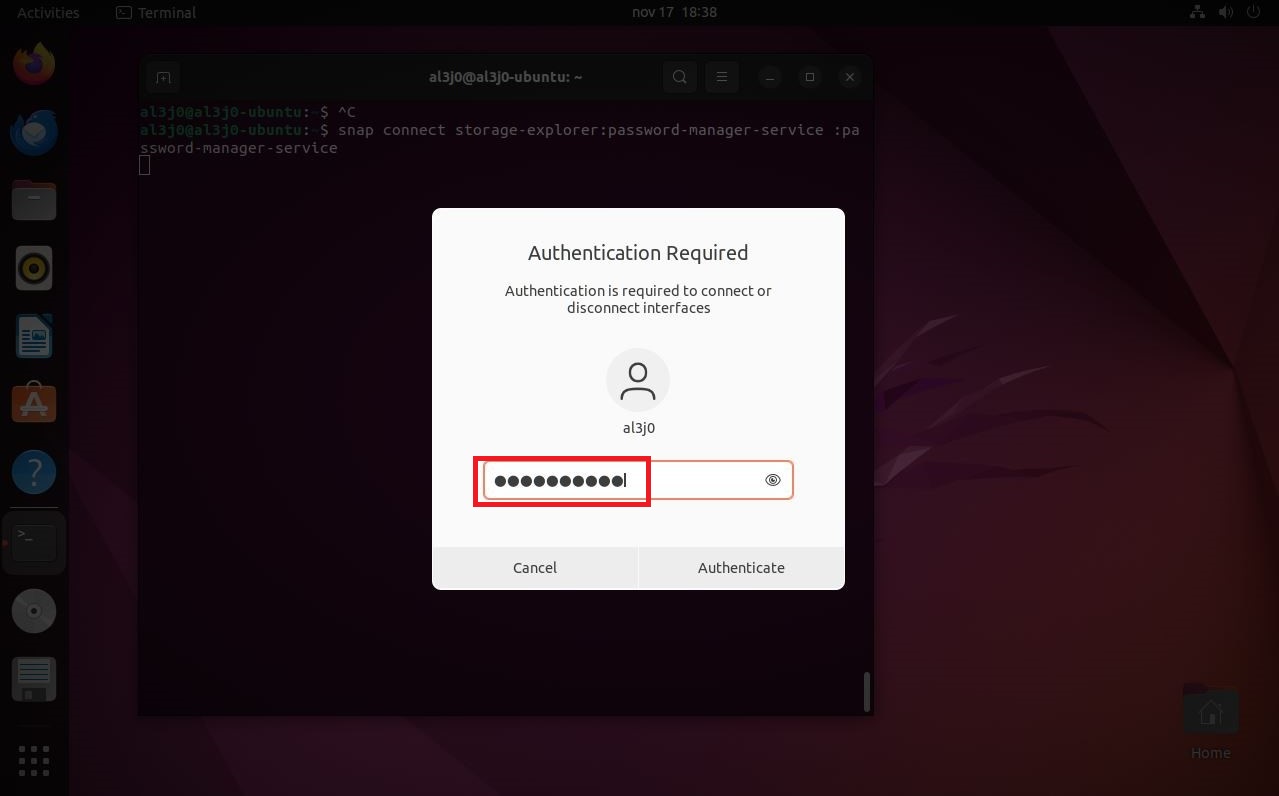 Activities
Terminal
nov 17 18:38
al3j0@al3j0-ubuntu: ~
al3j0@al3j0-ubuntu:~$ ^C
al3j0@al3j0-ubuntu:~$ snap connect storage-explorer:password-manager-service :pa
ssword-manager-service
Authentication Required
Authentication is required to connect or
disconnect interfaces
al3j0
●●●●●●●●●●
Cancel
Authenticate
Home